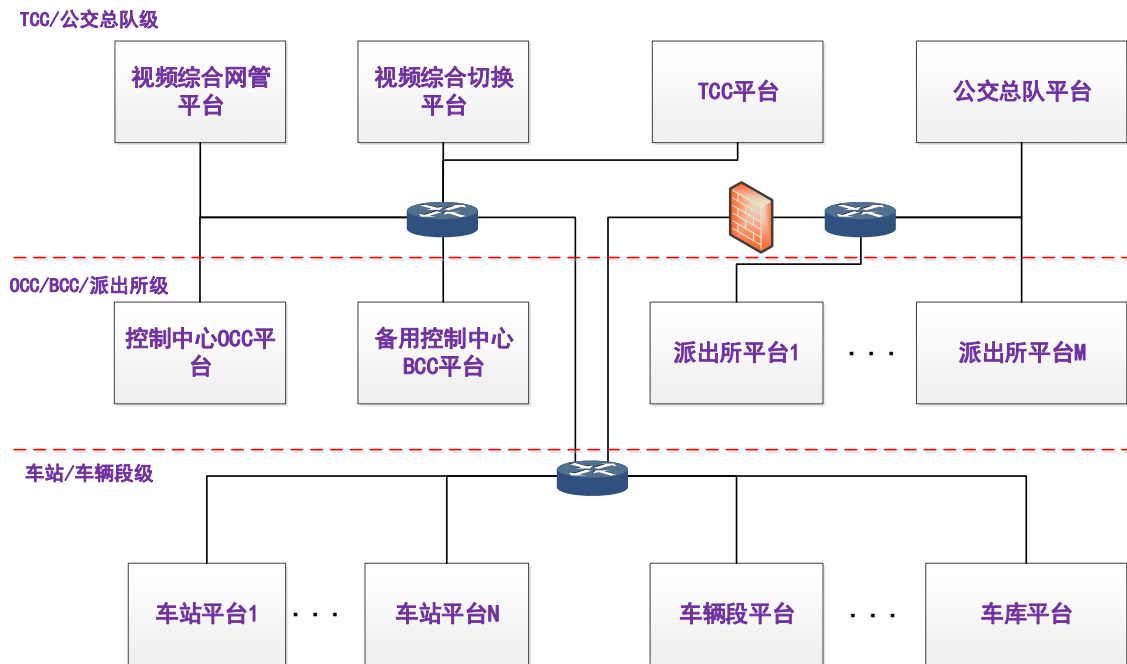 TCC/公交总队级
视频综合网管
平台
视频综合切换
平台
TCC平台
公交总队平台
OCC/BCC/派出所级
控制中心OCC平
台
备用控制中心
BCC平台
派出所平台1
· · ·
派出所平台M
车站/车辆段级
车站平台1
· · ·
车站平台N
车辆段平台
· · ·
车库平台